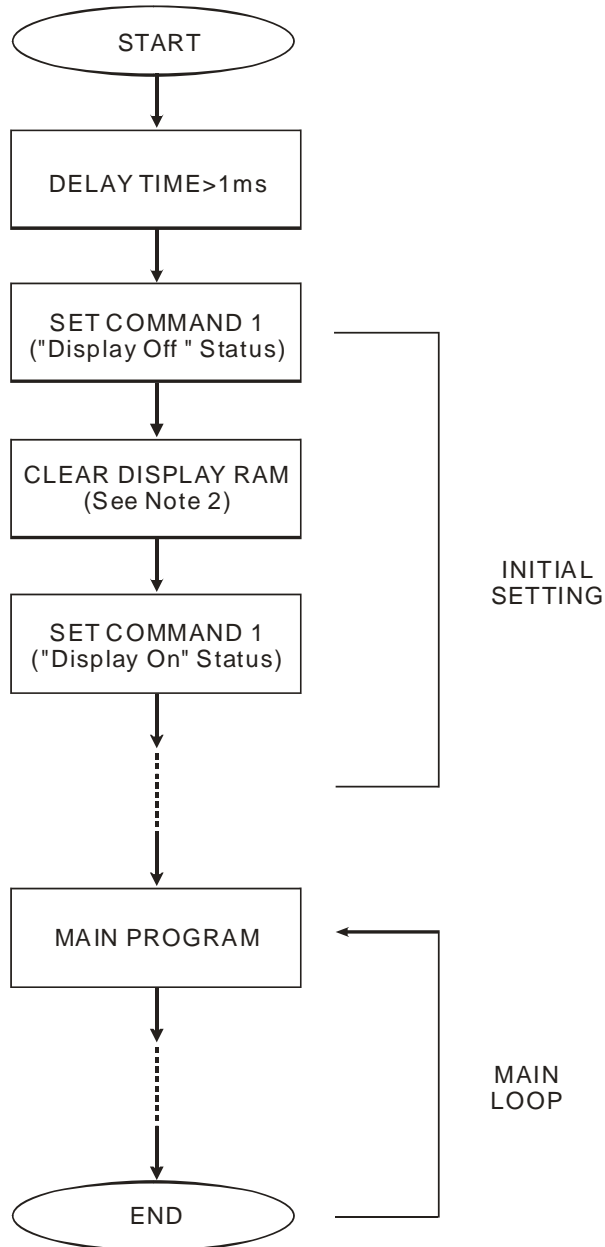 START
DELAY TIME>1ms
SET COMMAND 1
("Display Off " Status)
CLEAR DISPLAY RAM
(See Note 2)
SET COMMAND 1
("Display On" Status)
INITIAL
SETTING
MAIN PROGRAM
MAIN
LOOP
END